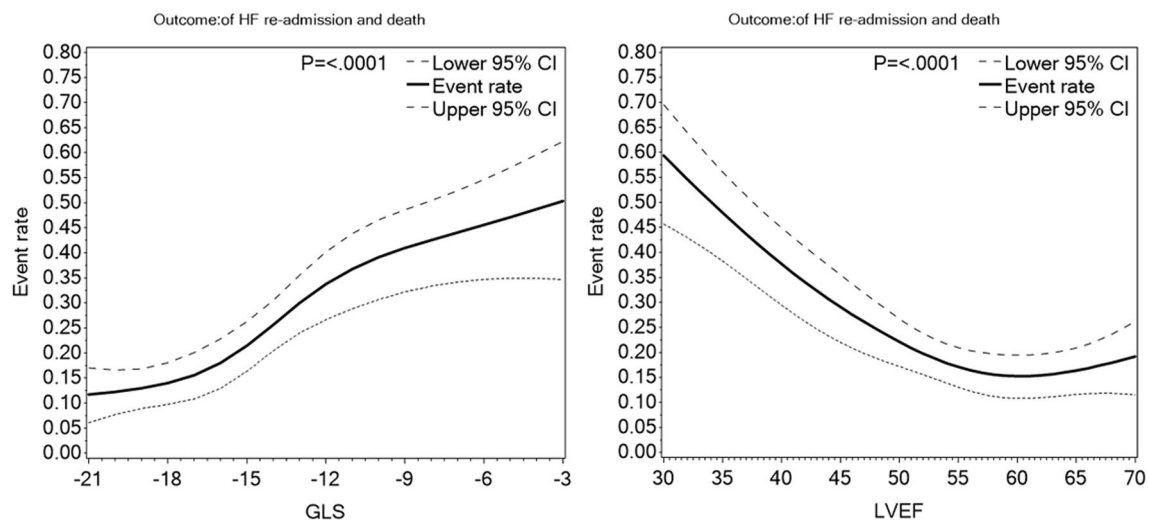 Outcome:of HF re-admission and death
P=<.0001
Lower 95% CI
Event rate
Upper 95% CI
Event rate
0.80
0.75
0.70
0.65
0.60
0.55
0.50
0.45
0.40
0.35
0.30
0.25
0.20
0.15
0.10
0.05
0.00
-21 -18 -15 -12 -9 -6 -3
GLS
Outcome:of HF re-admission and death
P=<.0001
Lower 95% CI
Event rate
Upper 95% CI
Event rate
0.80
0.75
0.70
0.65
0.60
0.55
0.50
0.45
0.40
0.35
0.30
0.25
0.20
0.15
0.10
0.05
0.00
30 35 40 45 50 55 60 65 70
LVEF